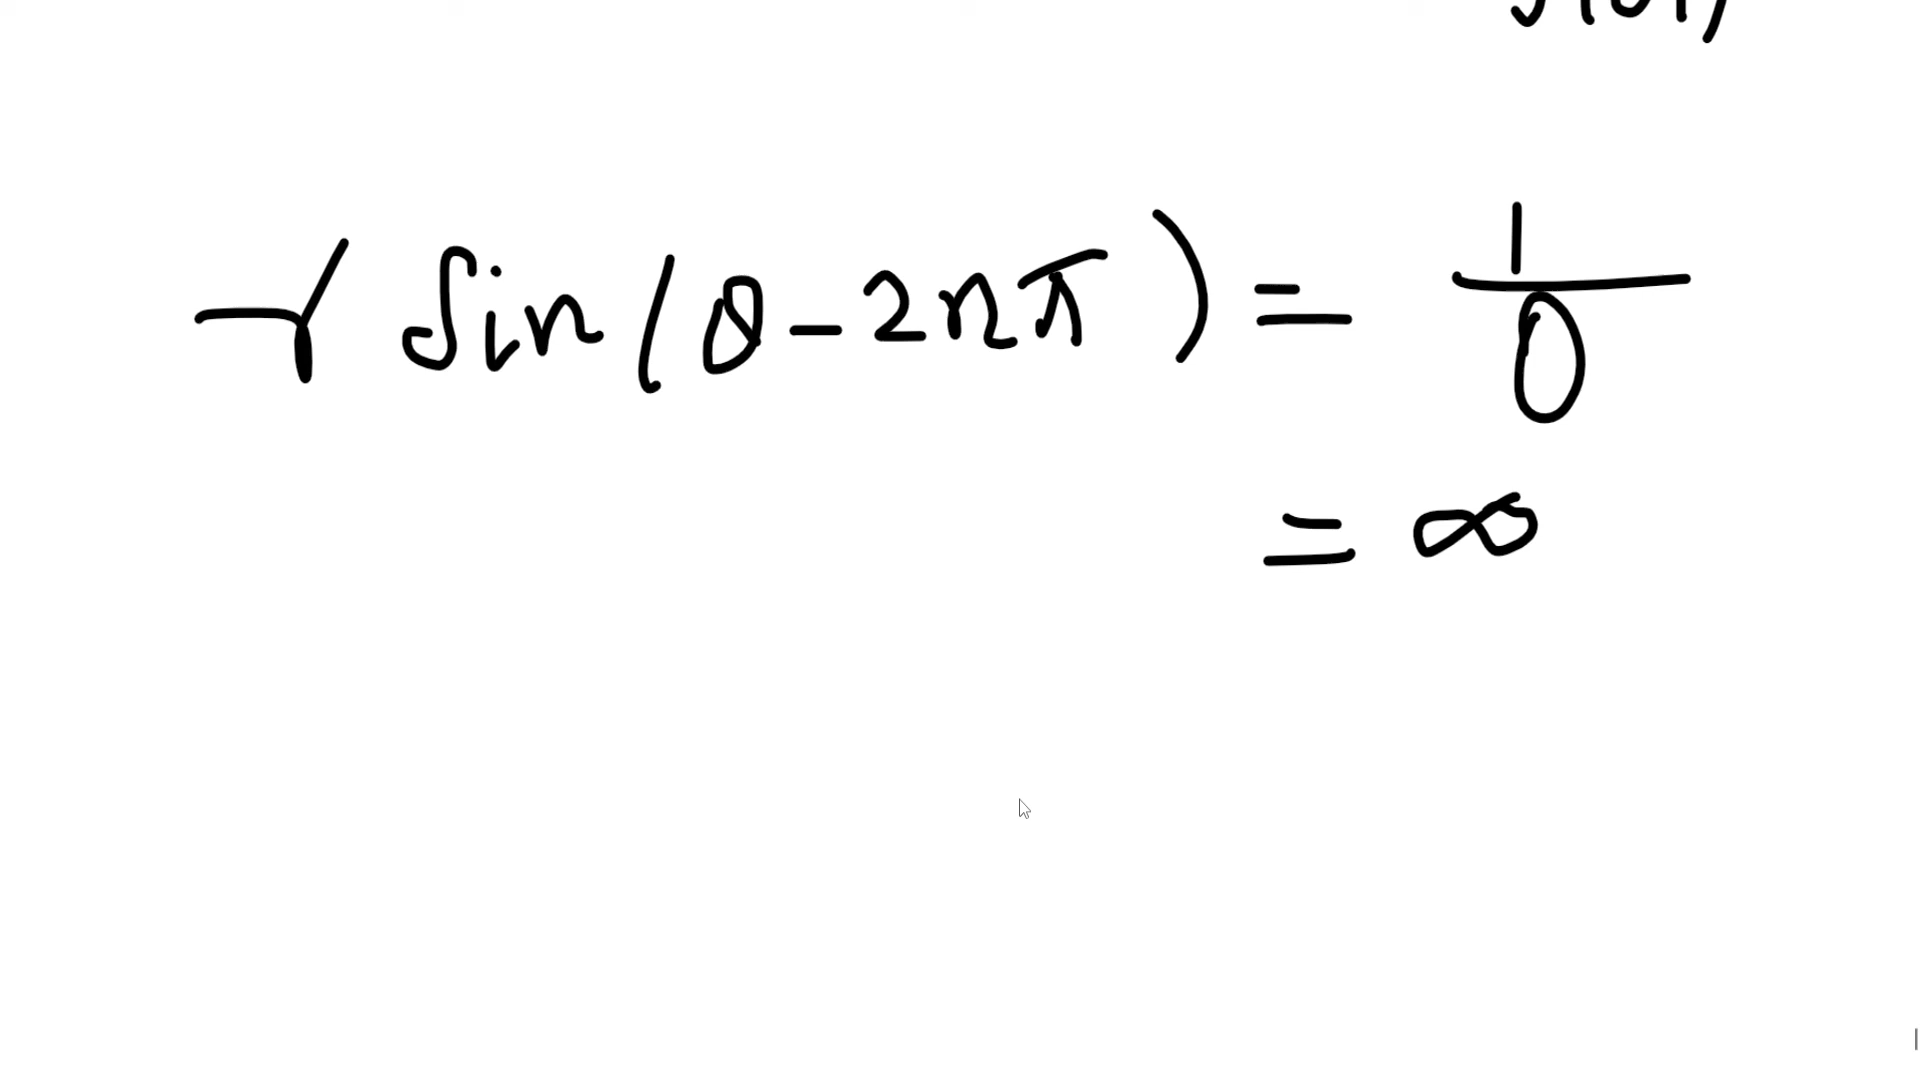 r sin(θ-2nπ) = 1/0
= ∞